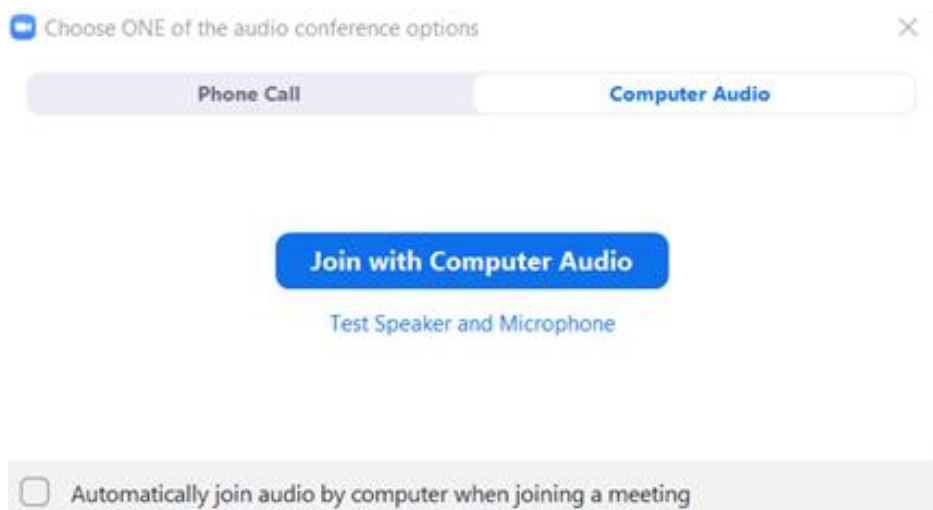 Choose ONE of the audio conference options
Phone Call
Computer Audio
Join with Computer Audio
Test Speaker and Microphone
Automatically join audio by computer when joining a meeting